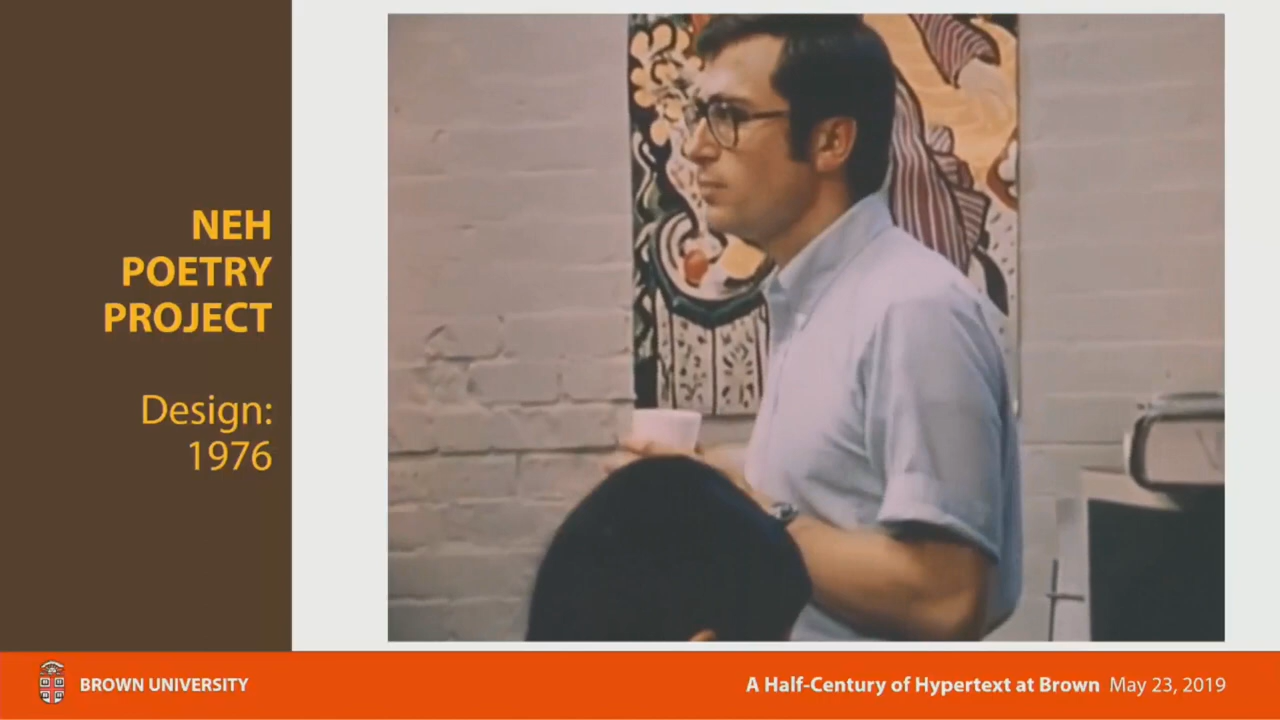 NEH
POETRY
PROJECT
Design:
1976
BROWN UNIVERSITY
A Half-Century of Hypertext at Brown May 23, 2019